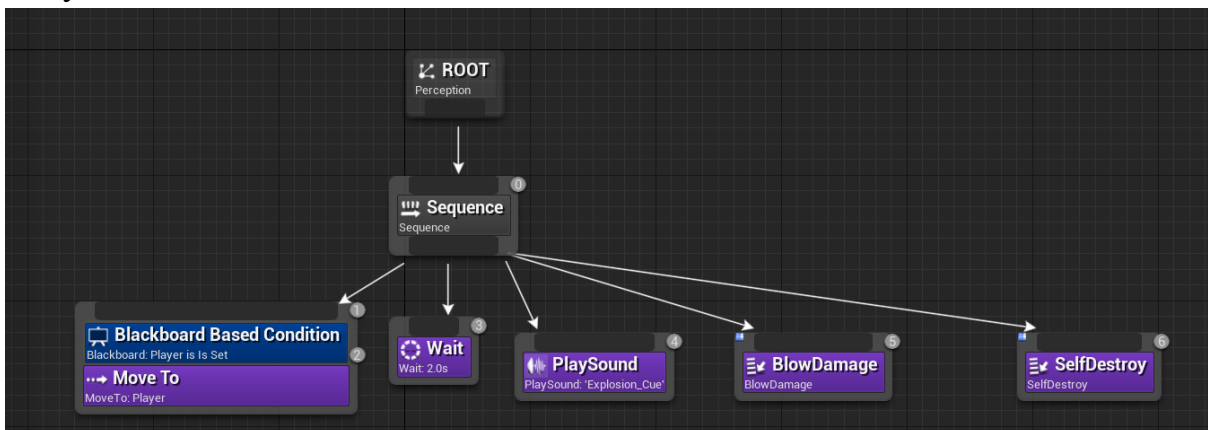 ROOT
Perception
0
Sequence
Sequence
1
Blackboard Based Condition
Blackboard: Player is Is Set
2
Move To
MoveTo: Player
3
Wait
Wait: 2.0s
4
PlaySound
PlaySound: 'Explosion_Cue'
5
BlowDamage
BlowDamage
6
SelfDestroy
SelfDestroy